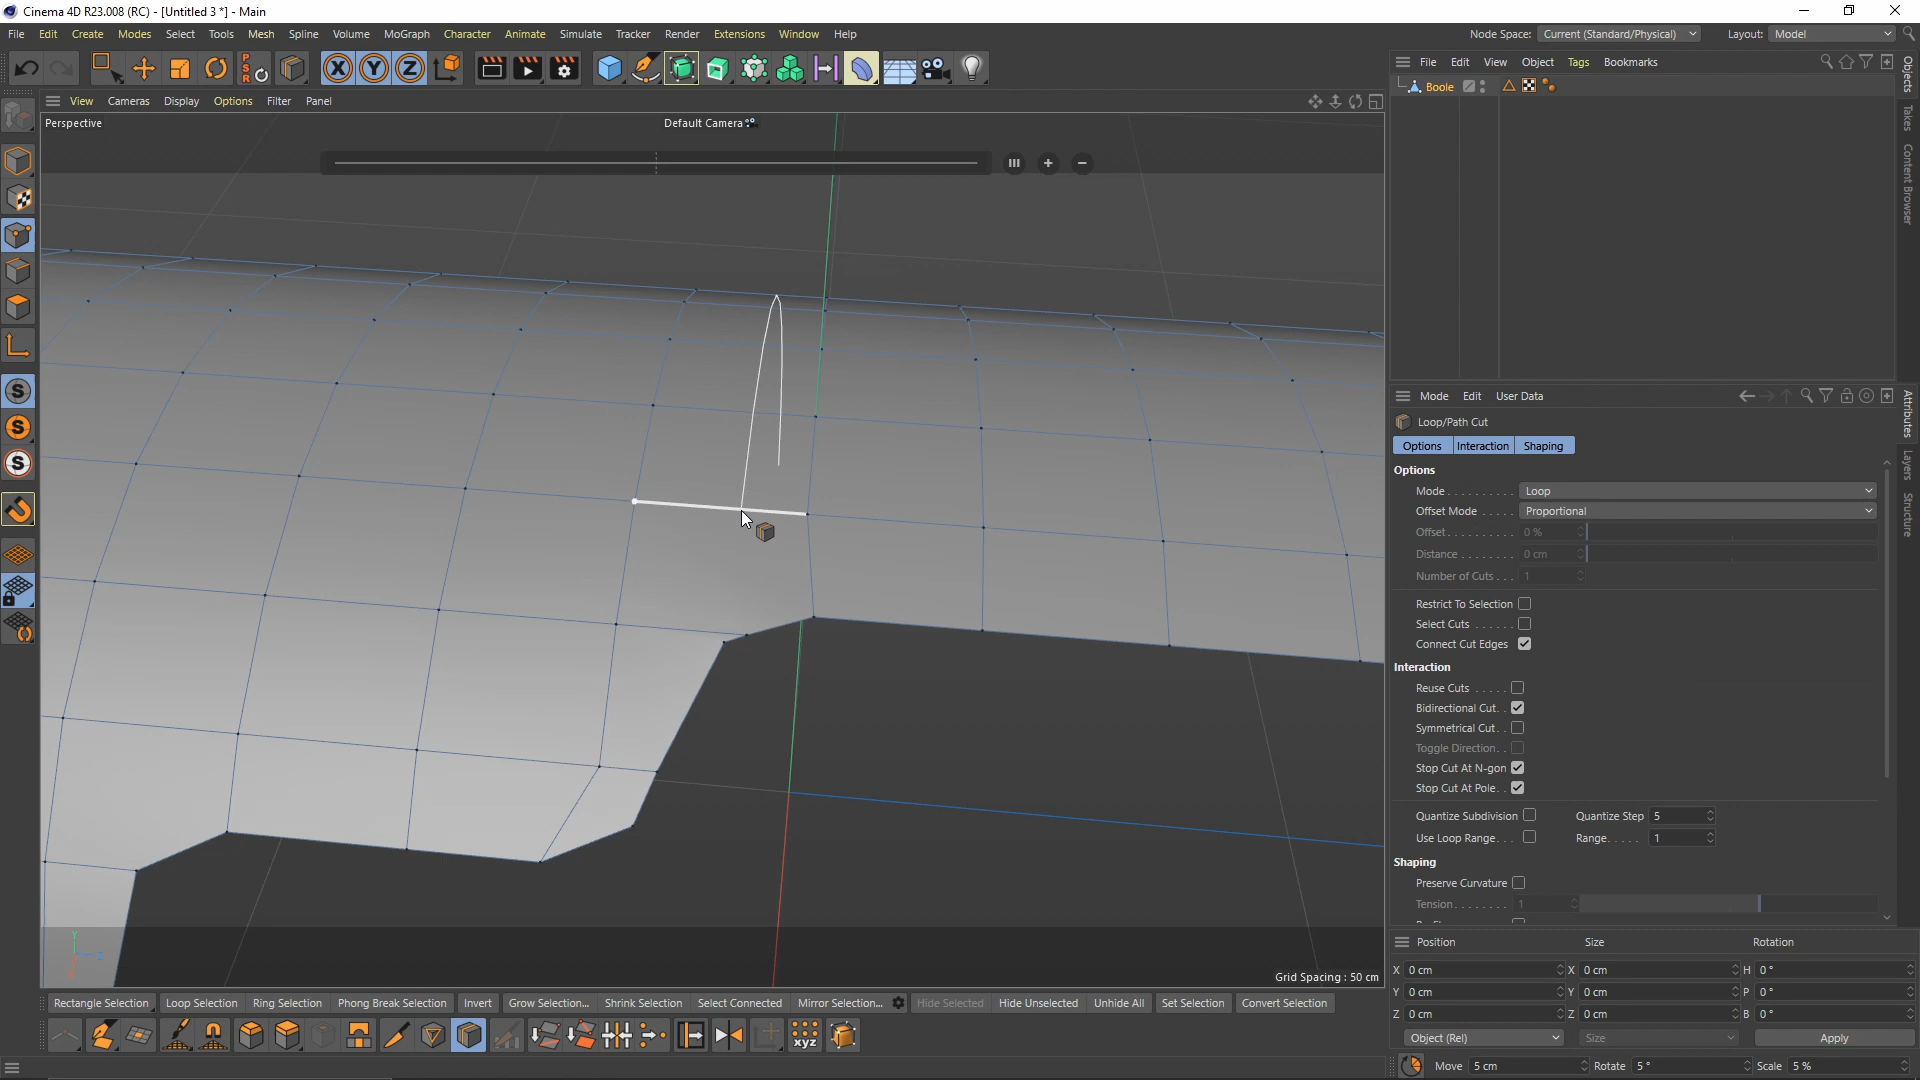 Cinema 4D R23.008 (RC) - [Untitled 3 *] - Main
File Edit Create Modes Select Tools Mesh Spline Volume MoGraph Character Animate Simulate Tracker Render Extensions Window Help
Node Space: Current (Standard/Physical) Layout: Model
PSR X Y Z
File Edit View Object Tags Bookmarks
View Cameras Display Options Filter Panel
Boole
Objects
Takes
Content Browser
Perspective
Default Camera
Mode Edit User Data
Attributes
Layers
Structure
Loop/Path Cut
Options Interaction Shaping
Options
Mode . . . . . . . . . . Loop
Offset Mode . . . . . Proportional
Offset. . . . . . . . . . 0 %
Distance . . . . . . . . 0 cm
Number of Cuts . . . 1
Restrict To Selection
Select Cuts . . . . . .
Connect Cut Edges
Interaction
Reuse Cuts . . . . .
Bidirectional Cut. .
Symmetrical Cut. .
Toggle Direction. .
Stop Cut At N-gon
Stop Cut At Pole. .
Quantize Subdivision Quantize Step 5
Use Loop Range. . . Range. . . . . 1
Shaping
Preserve Curvature
Tension. . . . . . . . 1
Y
Z
Grid Spacing : 50 cm
Position Size Rotation
X 0 cm X 0 cm H 0 °
Y 0 cm Y 0 cm P 0 °
Z 0 cm Z 0 cm B 0 °
Object (Rel) Size Apply
Rectangle Selection Loop Selection Ring Selection Phong Break Selection Invert Grow Selection... Shrink Selection Select Connected Mirror Selection... Hide Selected Hide Unselected Unhide All Set Selection Convert Selection
xyz
Move 5 cm Rotate 5 ° Scale 5 %